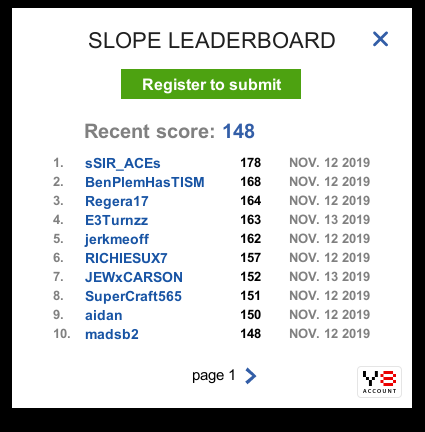 SLOPE LEADERBOARD
Register to submit
Recent score: 148
1. sSIR_ACEs 178 NOV. 12 2019
2. BenPlemHasTISM 168 NOV. 12 2019
3. Regera17 164 NOV. 12 2019
4. E3Turnzz 163 NOV. 13 2019
5. jerkmeoff 162 NOV. 12 2019
6. RICHIESUX7 157 NOV. 12 2019
7. JEWxCARSON 152 NOV. 13 2019
8. SuperCraft565 151 NOV. 12 2019
9. aidan 150 NOV. 12 2019
10. madsb2 148 NOV. 12 2019
page 1
Y8
ACCOUNT